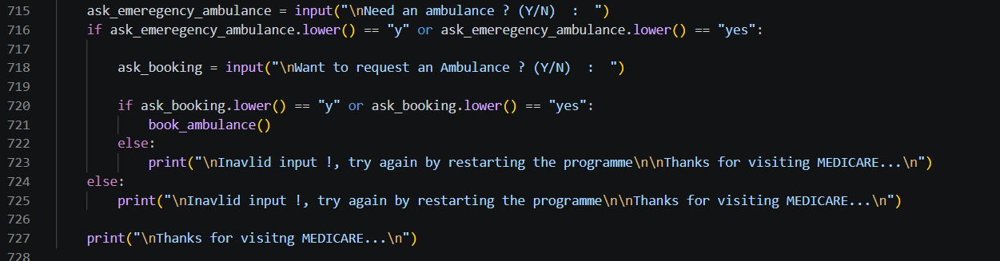 715 ask_emeregency_ambulance = input("\nNeed an ambulance ? (Y/N)  :  ")
716 if ask_emeregency_ambulance.lower() == "y" or ask_emeregency_ambulance.lower() == "yes":
717
718 ask_booking = input("\nWant to request an Ambulance ? (Y/N)  :  ")
719
720 if ask_booking.lower() == "y" or ask_booking.lower() == "yes":
721 book_ambulance()
722 else:
723 print("\nInavlid input !, try again by restarting the programme\n\nThanks for visiting MEDICARE...\n")
724 else:
725 print("\nInavlid input !, try again by restarting the programme\n\nThanks for visiting MEDICARE...\n")
726
727 print("\nThanks for visitng MEDICARE...\n")
728